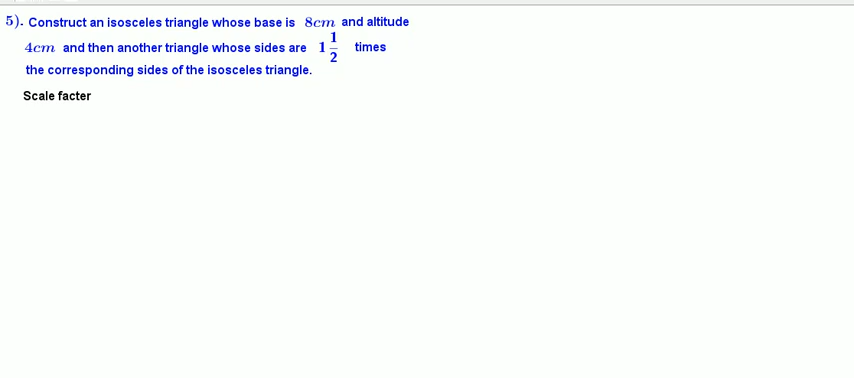 5). Construct an isosceles triangle whose base is 8cm and altitude
4cm and then another triangle whose sides are 1 1/2 times
the corresponding sides of the isosceles triangle.
Scale facter